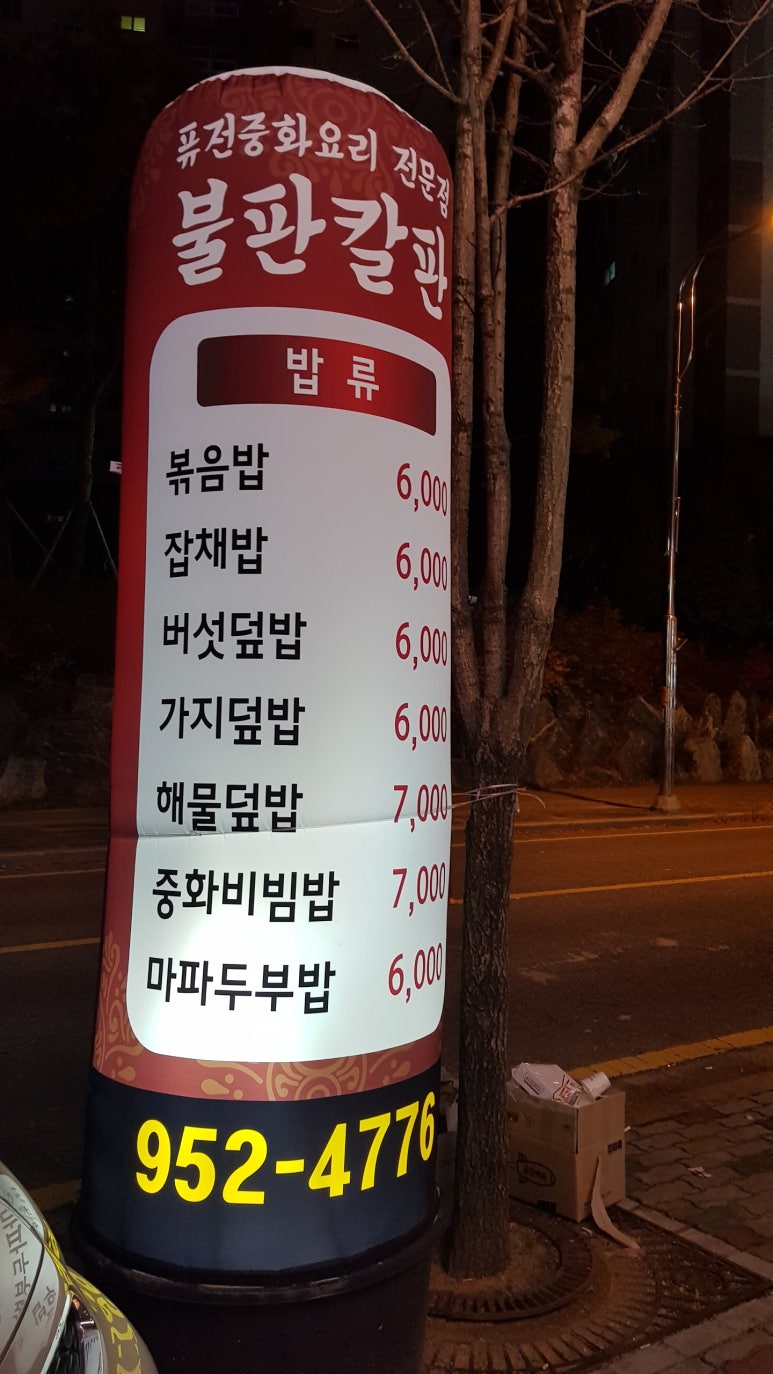 퓨전중화요리 전문점
불판칼판
밥 류
볶음밥 6,000
잡채밥 6,000
버섯덮밥 6,000
가지덮밥 6,000
해물덮밥 7,000
중화비빔밥 7,000
마파두부밥 6,000
952-4776